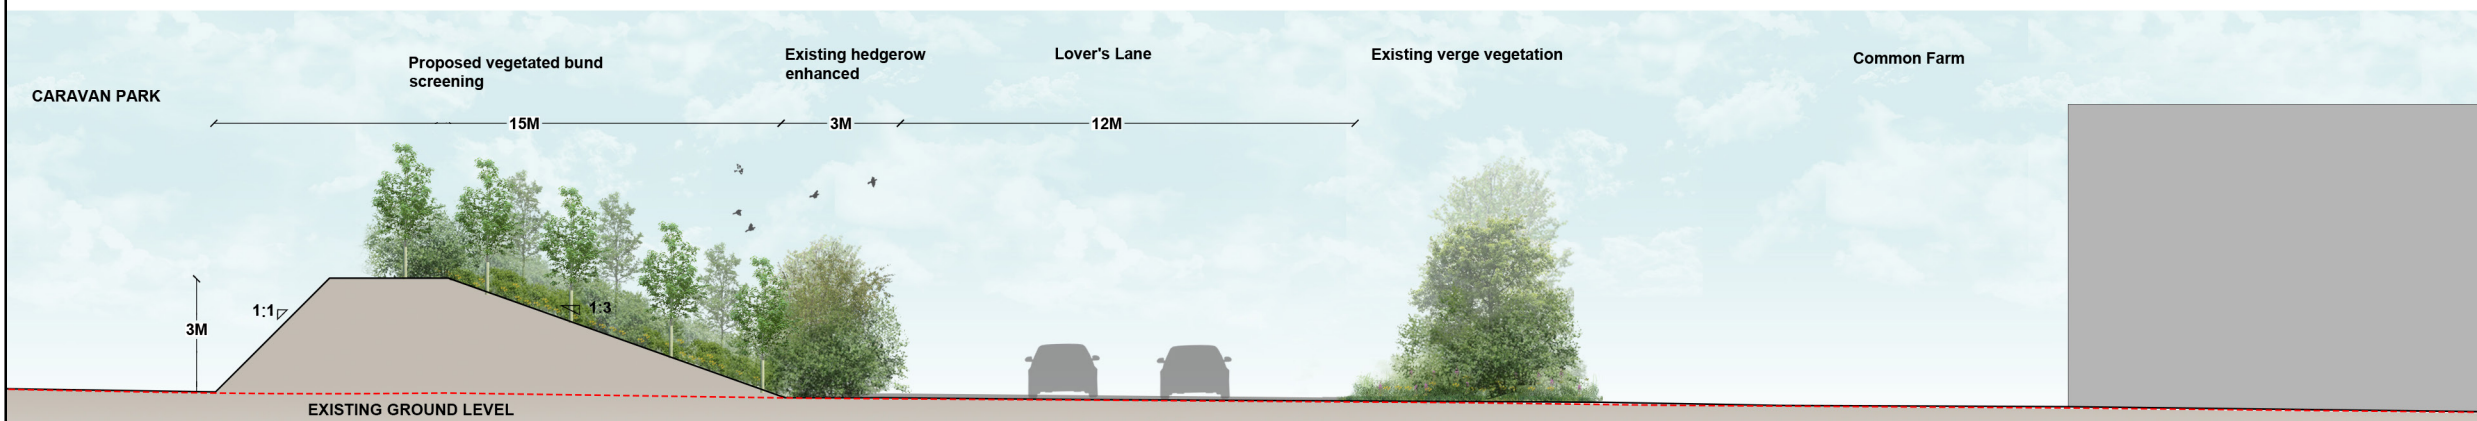 Proposed vegetated bund
screening
Existing hedgerow
enhanced
Lover's Lane
Existing verge vegetation
Common Farm
CARAVAN PARK
15M
3M
12M
1:1
1:3
3M
EXISTING GROUND LEVEL